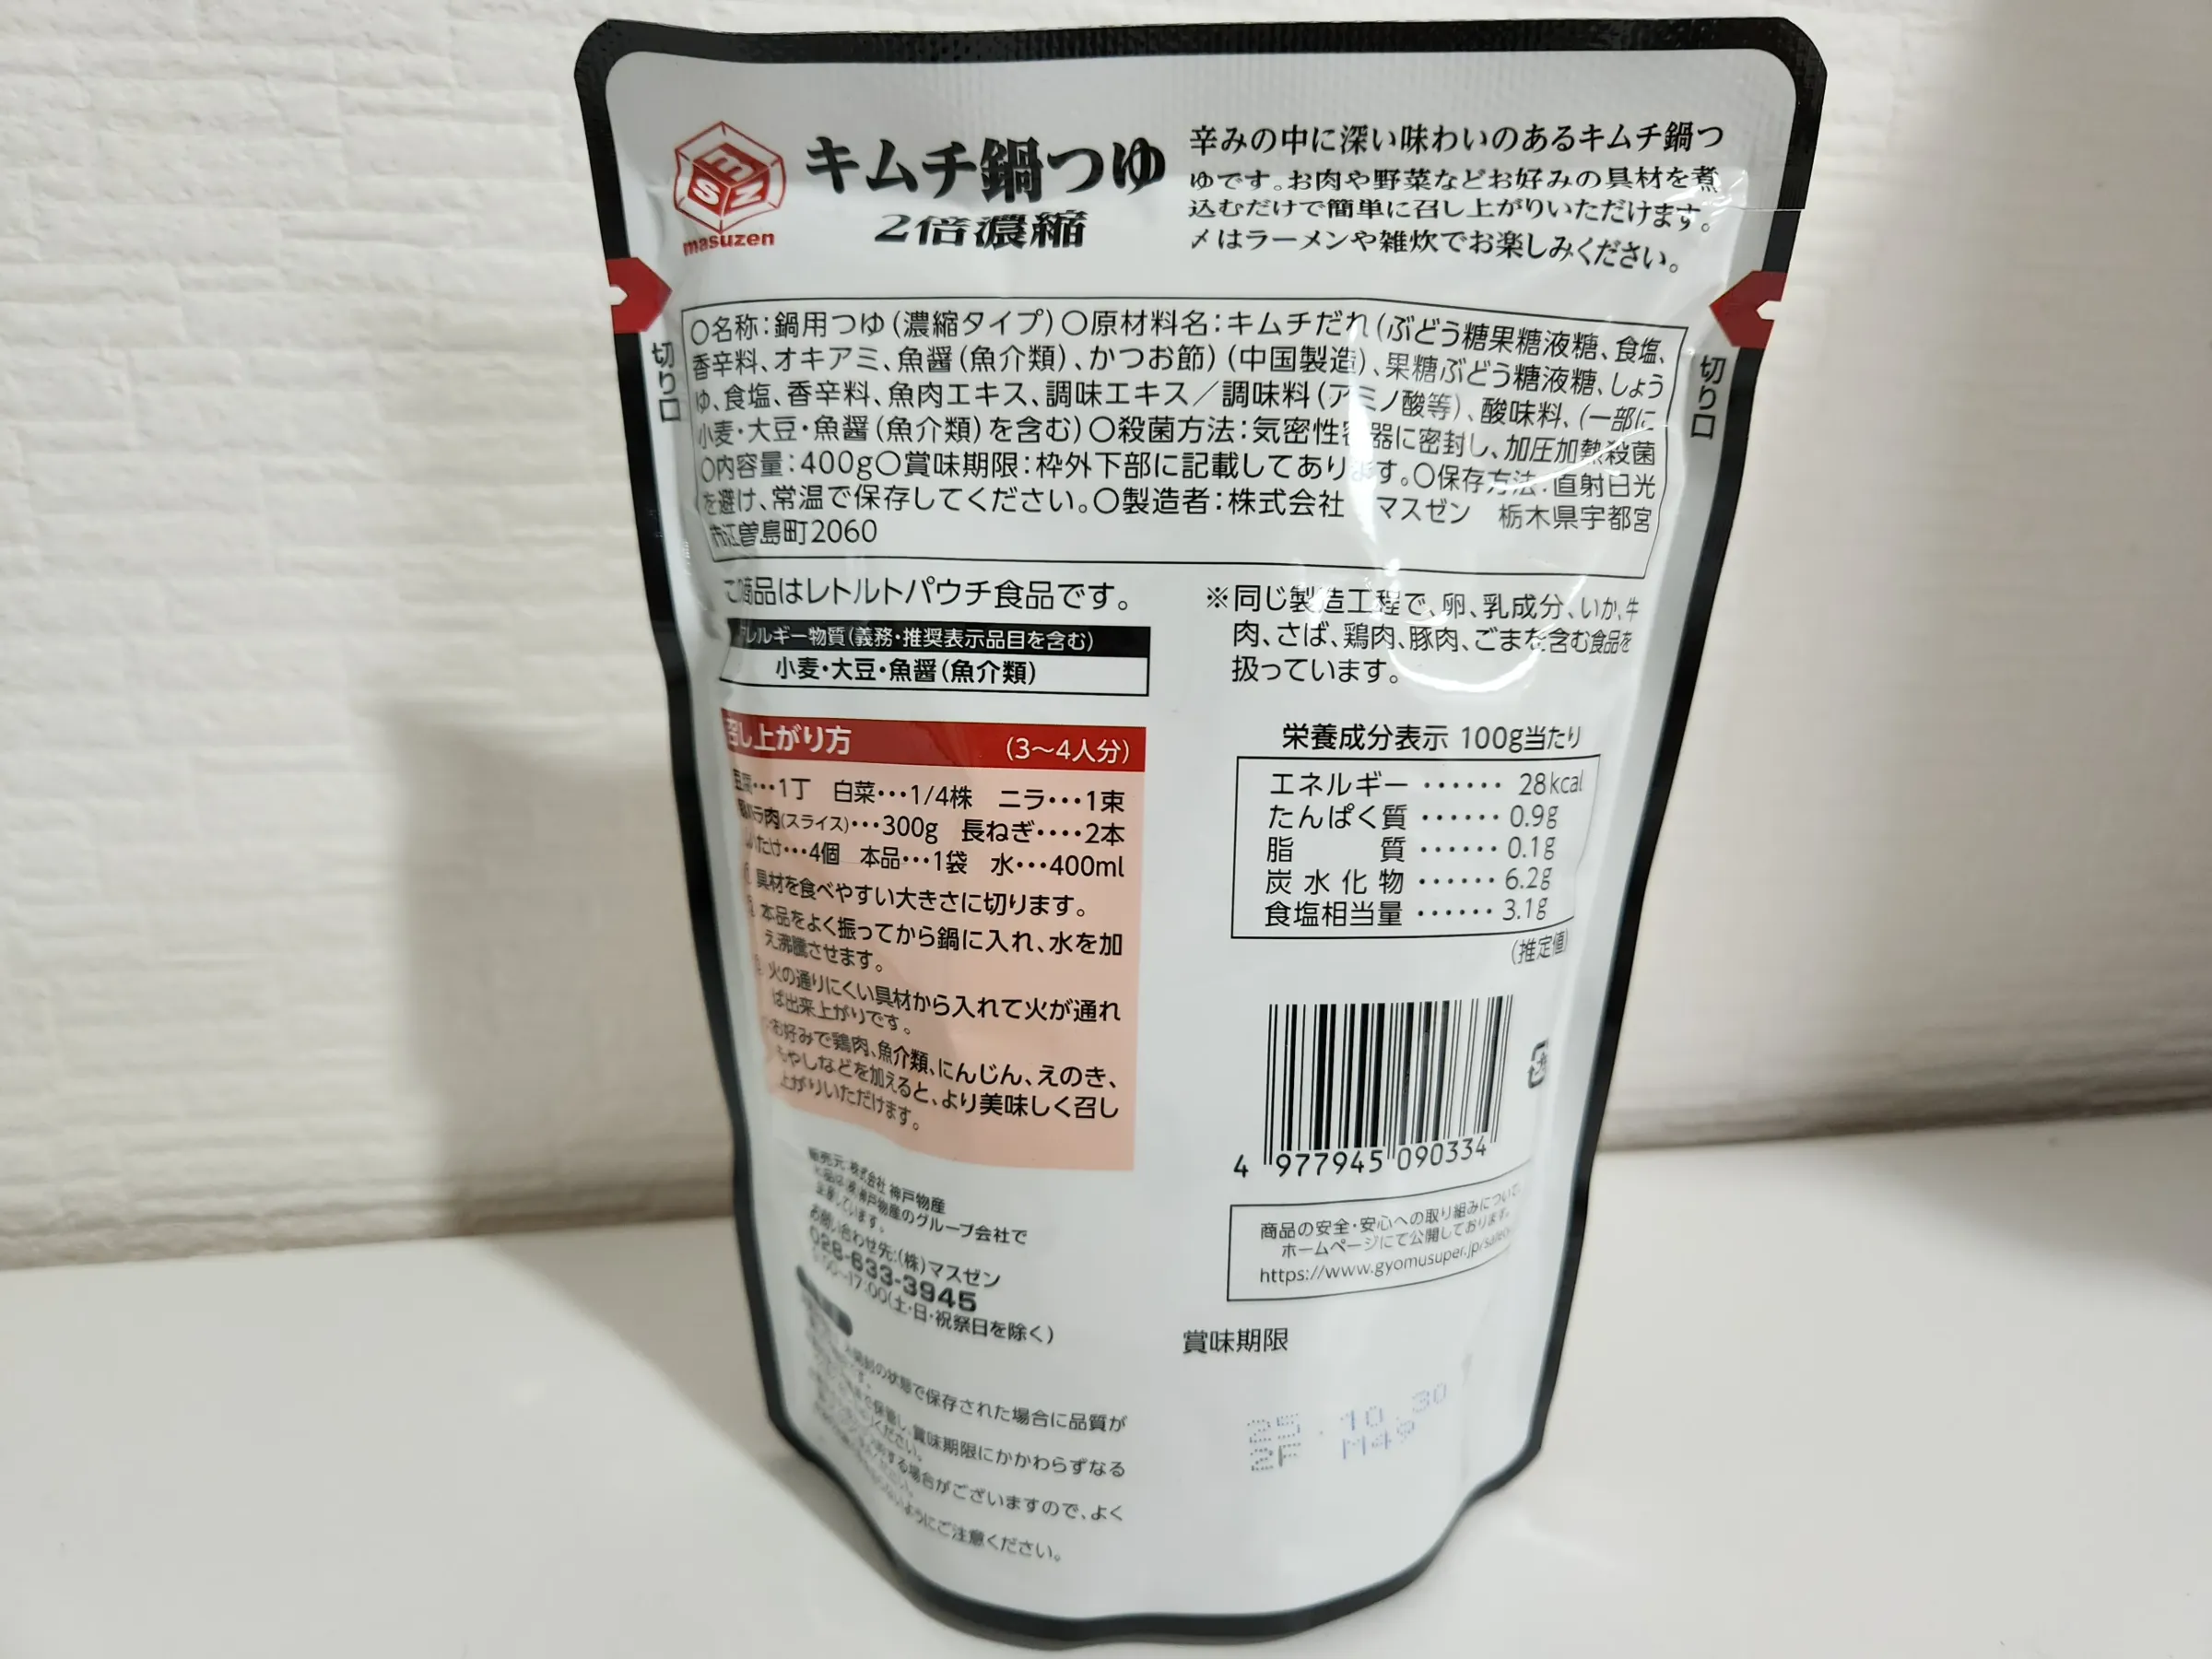 msz
masuzen
キムチ鍋つゆ
2倍濃縮
辛みの中に深い味わいのあるキムチ鍋つ
ゆです。お肉や野菜などお好みの具材を煮
込むだけで簡単に召し上がりいただけます。
〆はラーメンや雑炊でお楽しみください。
切り口
切り口
〇名称:鍋用つゆ(濃縮タイプ)〇原材料名:キムチだれ(ぶどう糖果糖液糖、食塩、
香辛料、オキアミ、魚醤(魚介類)、かつお節)(中国製造)、果糖ぶどう糖液糖、しょう
ゆ、食塩、香辛料、魚肉エキス、調味エキス/調味料(アミノ酸等)、酸味料、(一部に
小麦・大豆・魚醤(魚介類)を含む)〇殺菌方法:気密性容器に密封し、加圧加熱殺菌
〇内容量:400g〇賞味期限:枠外下部に記載してあります。〇保存方法:直射日光
を避け、常温で保存してください。〇製造者:株式会社 マスゼン 栃木県宇都宮
市江曽島町2060
この商品はレトルトパウチ食品です。
アレルギー物質(義務・推奨表示品目を含む)
小麦・大豆・魚醤(魚介類)
※同じ製造工程で、卵、乳成分、いか、牛
肉、さば、鶏肉、豚肉、ごまを含む食品を
扱っています。
召し上がり方 (3〜4人分)
豆腐・・・1丁 白菜・・・1/4株 ニラ・・・1束
豚バラ肉(スライス)・・・300g 長ねぎ・・・・2本
しいたけ・・・4個 本品・・・1袋 水・・・400ml
具材を食べやすい大きさに切ります。
本品をよく振ってから鍋に入れ、水を加
え沸騰させます。
火の通りにくい具材から入れて火が通れ
ば出来上がりです。
お好みで鶏肉、魚介類、にんじん、えのき、
もやしなどを加えると、より美味しく召し
上がりいただけます。
栄養成分表示 100g当たり
エネルギー ・・・・・・ 28kcal
たんぱく質 ・・・・・・ 0.9g
脂質 ・・・・・・ 0.1g
炭水化物 ・・・・・・ 6.2g
食塩相当量 ・・・・・・ 3.1g
(推定値)
4 977945 090334
販売元 株式会社 神戸物産
神戸物産のグループ会社で
生産しています。
お問い合わせ先:(株)マスゼン
028-633-3945
17:00(土・日・祝祭日を除く)
商品の安全・安心への取り組みについて、
ホームページにて公開しております。
https://www.gyomusuper.jp/
賞味期限
25.10.30
の状態で保存された場合に品質が
保管し、賞味期限にかかわらずなる
ください。
する場合がございますので、よく
ようにご注意ください。